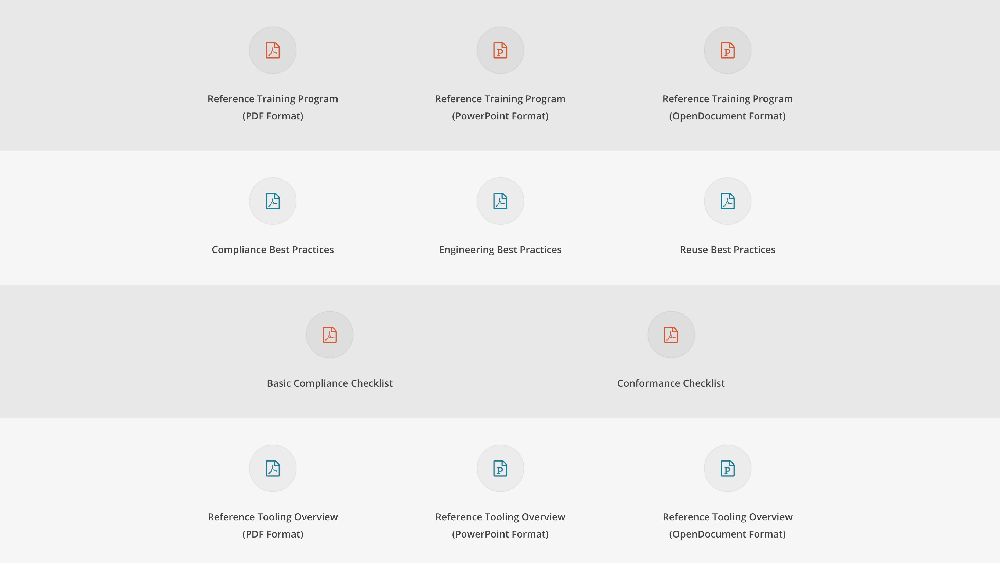 Reference Training Program
(PDF Format)
Reference Training Program
(PowerPoint Format)
Reference Training Program
(OpenDocument Format)
Compliance Best Practices
Engineering Best Practices
Reuse Best Practices
Basic Compliance Checklist
Conformance Checklist
Reference Tooling Overview
(PDF Format)
Reference Tooling Overview
(PowerPoint Format)
Reference Tooling Overview
(OpenDocument Format)